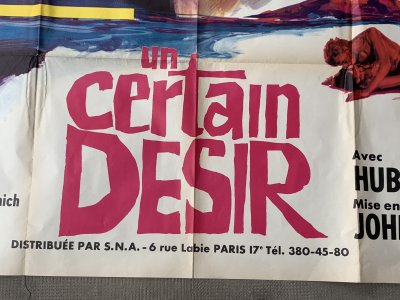 un
certain
DESIR
nich
Avec
HUB
Mise en
JOHN
DISTRIBUÉE PAR S.N.A. - 6 rue Labie PARIS 17e Tél. 380-45-80